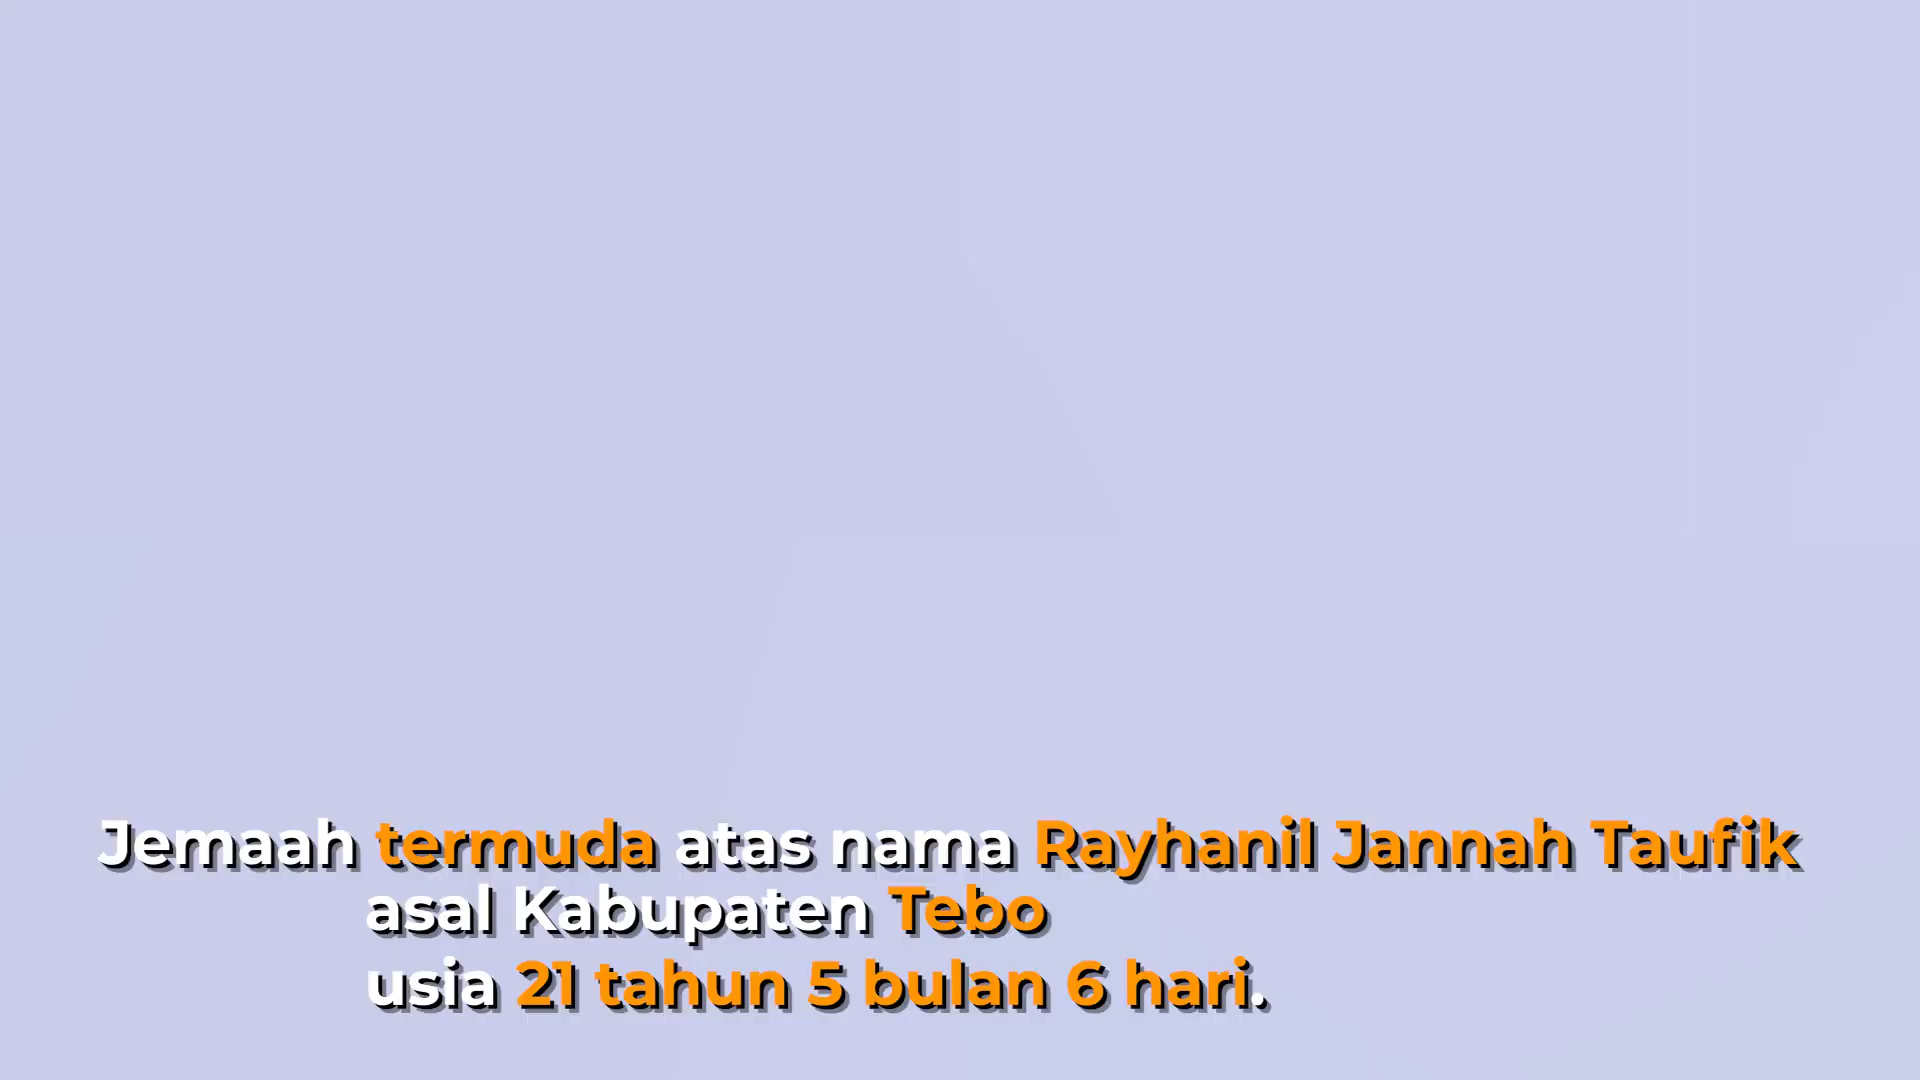 Jemaah termuda atas nama Rayhanil Jannah Taufik
asal Kabupaten Tebo
usia 21 tahun 5 bulan 6 hari.